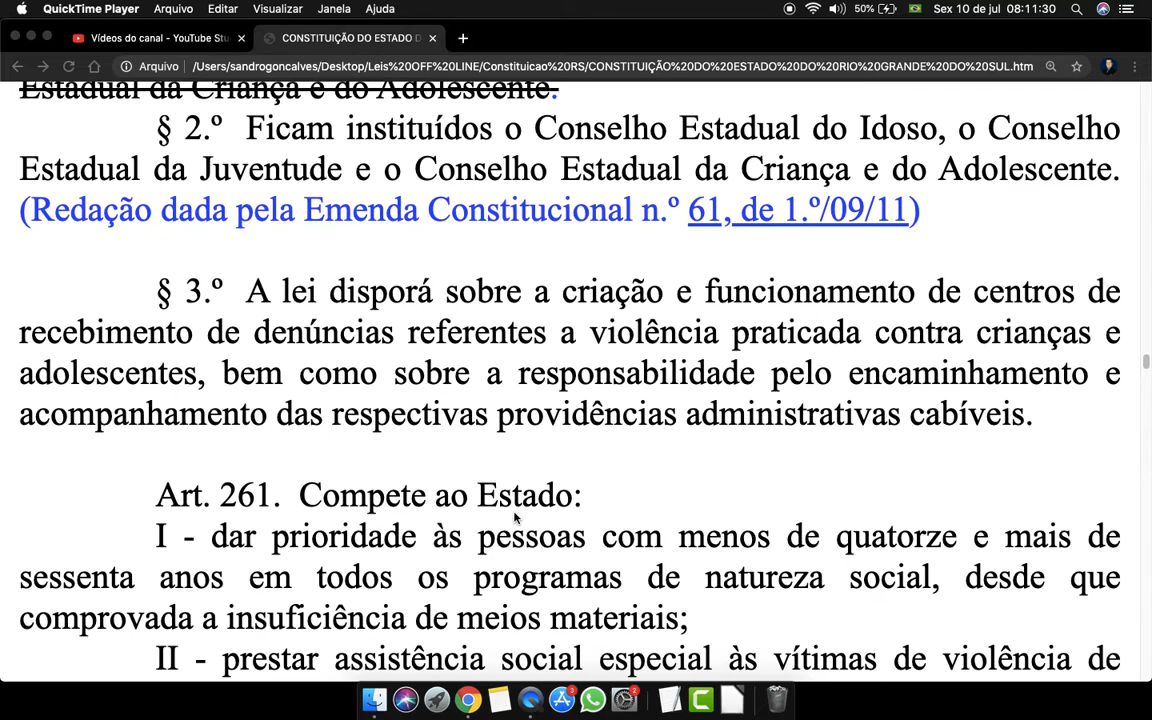 QuickTime Player Arquivo Editar Visualizar Janela Ajuda 50% Sex 10 de jul 08:11:30
Vídeos do canal - YouTube Stu CONSTITUIÇÃO DO ESTADO D
Arquivo /Users/sandrogoncalves/Desktop/Leis%20OFF%20LINE/Constituicao%20RS/CONSTITUIÇÃO%20DO%20ESTADO%20DO%20RIO%20GRANDE%20DO%20SUL.htm
Estadual da Criança e do Adolescente.
§ 2.º Ficam instituídos o Conselho Estadual do Idoso, o Conselho
Estadual da Juventude e o Conselho Estadual da Criança e do Adolescente.
(Redação dada pela Emenda Constitucional n.º 61, de 1.º/09/11)
§ 3.º A lei disporá sobre a criação e funcionamento de centros de
recebimento de denúncias referentes a violência praticada contra crianças e
adolescentes, bem como sobre a responsabilidade pelo encaminhamento e
acompanhamento das respectivas providências administrativas cabíveis.
Art. 261. Compete ao Estado:
I - dar prioridade às pessoas com menos de quatorze e mais de
sessenta anos em todos os programas de natureza social, desde que
comprovada a insuficiência de meios materiais;
II - prestar assistência social especial às vítimas de violência de
3
2